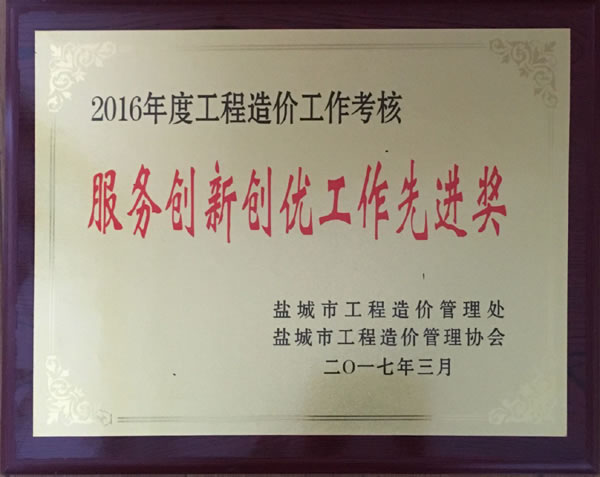 2016年度工程造价工作考核
服务创新创优工作先进奖
盐城市工程造价管理处
盐城市工程造价管理协会
二〇一七年三月